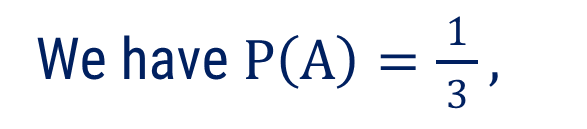 We have P(A) = 1/3,